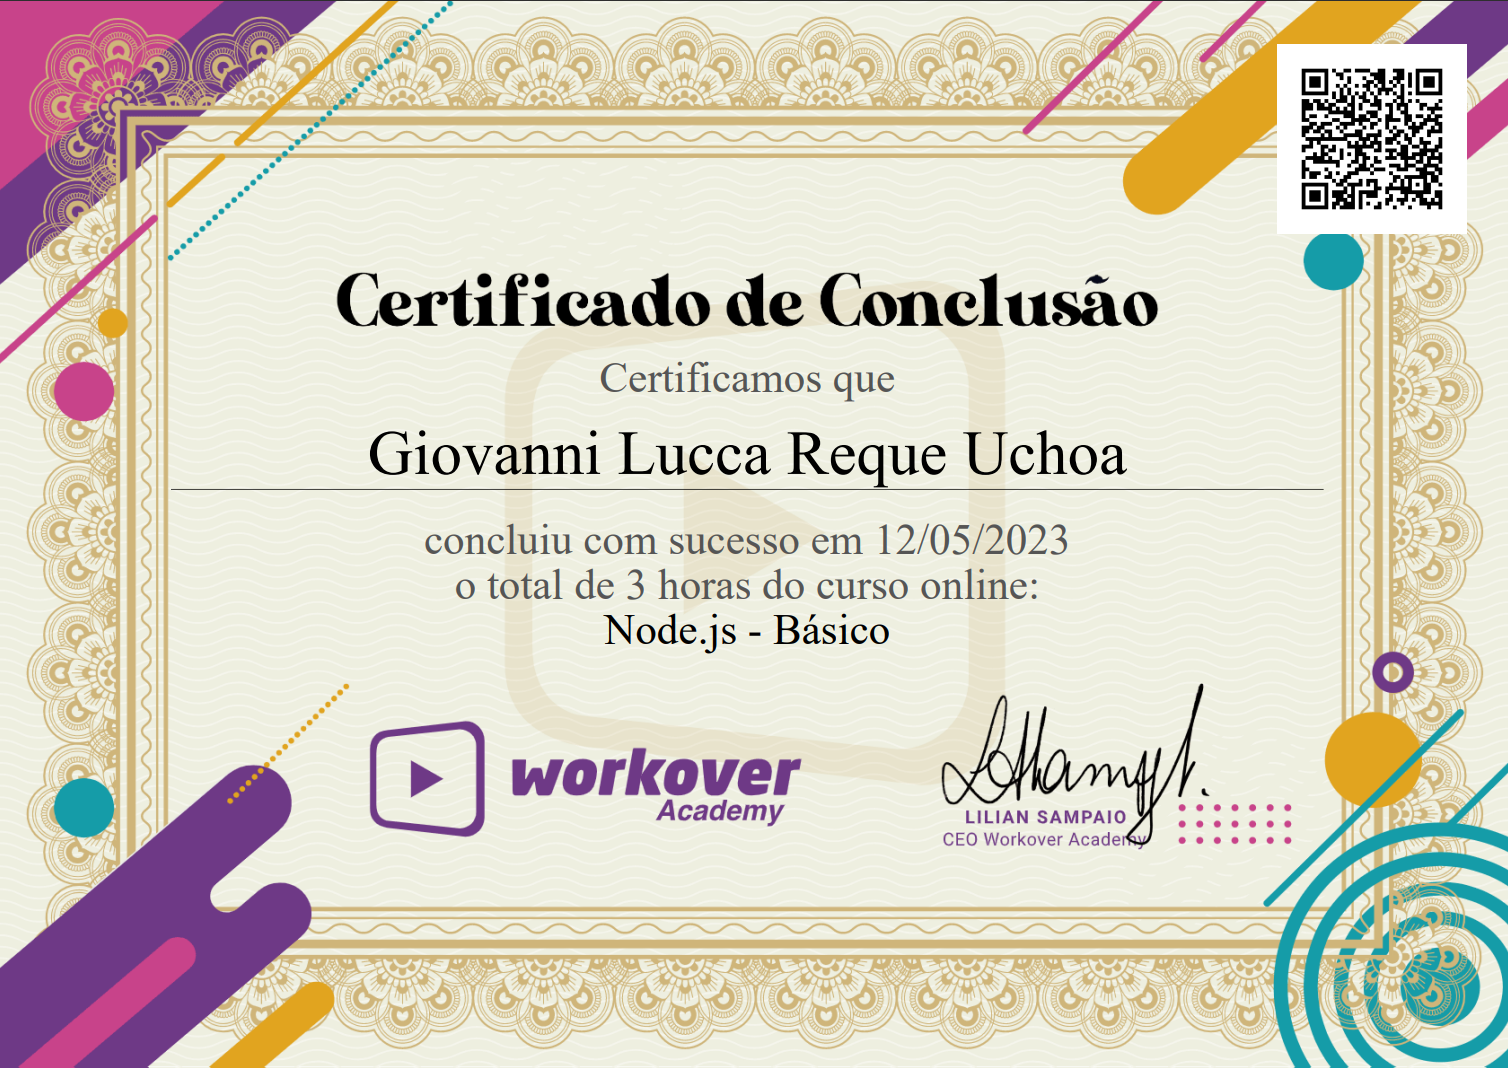 Certificado de Conclusão
Certificamos que
Giovanni Lucca Reque Uchoa
concluiu com sucesso em 12/05/2023
o total de 3 horas do curso online:
Node.js - Básico
workover
Academy
LILIAN SAMPAIO
CEO Workover Academy